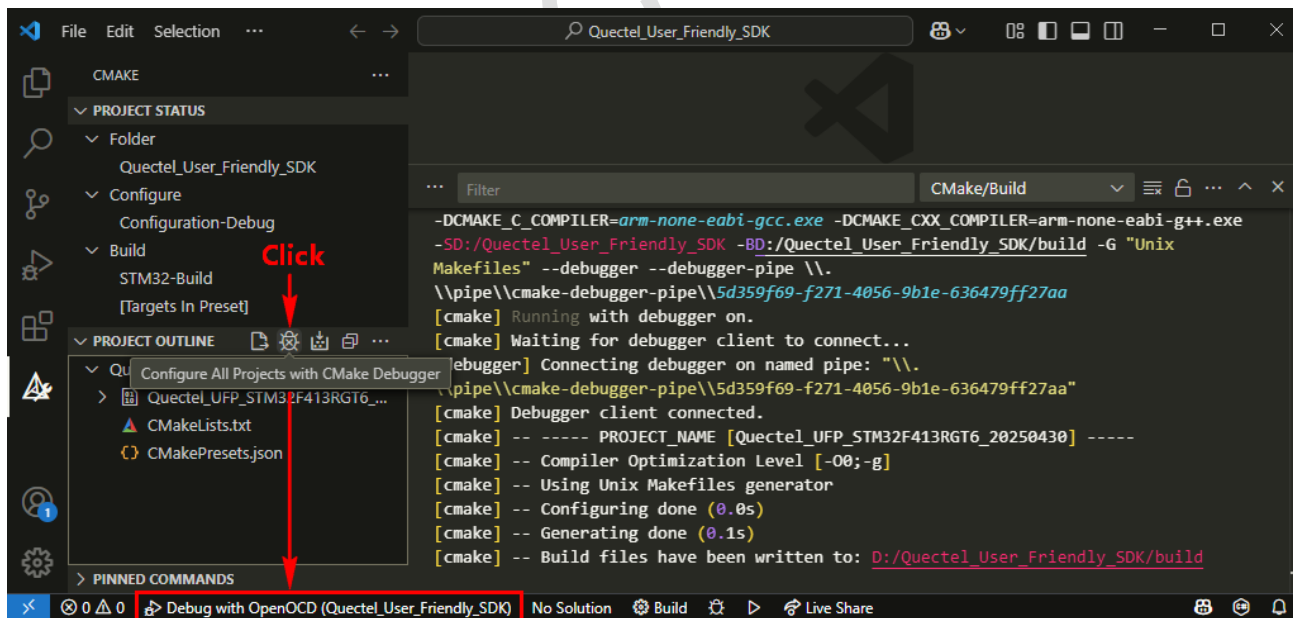 File Edit Selection ··· Quectel_User_Friendly_SDK
CMAKE ···
PROJECT STATUS
Folder
Quectel_User_Friendly_SDK
Configure
Configuration-Debug
Build
STM32-Build
[Targets In Preset]
Click
PROJECT OUTLINE ···
Qu
Configure All Projects with CMake Debugger
Quectel_UFP_STM32F413RGT6_...
CMakeLists.txt
CMakePresets.json
PINNED COMMANDS
··· Filter CMake/Build ···
-DCMAKE_C_COMPILER=arm-none-eabi-gcc.exe -DCMAKE_CXX_COMPILER=arm-none-eabi-g++.exe
-SD:/Quectel_User_Friendly_SDK -BD:/Quectel_User_Friendly_SDK/build -G "Unix
Makefiles" --debugger --debugger-pipe \\.
\\pipe\\cmake-debugger-pipe\\5d359f69-f271-4056-9b1e-636479ff27aa
[cmake] Running with debugger on.
[cmake] Waiting for debugger client to connect...
ebugger] Connecting debugger on named pipe: "\\.
\\pipe\\cmake-debugger-pipe\\5d359f69-f271-4056-9b1e-636479ff27aa"
[cmake] Debugger client connected.
[cmake] -- ----- PROJECT_NAME [Quectel_UFP_STM32F413RGT6_20250430] -----
[cmake] -- Compiler Optimization Level [-O0;-g]
[cmake] -- Using Unix Makefiles generator
[cmake] -- Configuring done (0.0s)
[cmake] -- Generating done (0.1s)
[cmake] -- Build files have been written to: D:/Quectel_User_Friendly_SDK/build
1
0 0 Debug with OpenOCD (Quectel_User_Friendly_SDK) No Solution Build Live Share